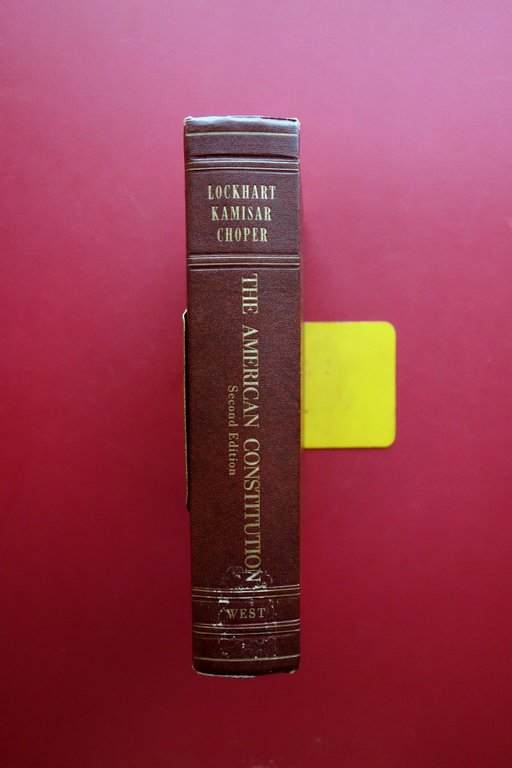 LOCKHART
KAMISAR
CHOPER
THE AMERICAN CONSTITUTION
Second Edition
WEST